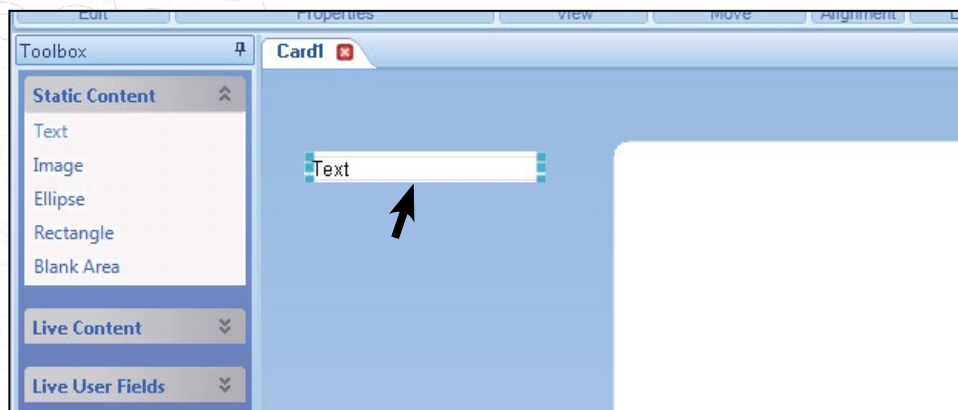 Edit Properties View Move Alignment
Toolbox
Card1
Static Content
Text
Image
Ellipse
Rectangle
Blank Area
Live Content
Live User Fields
Text